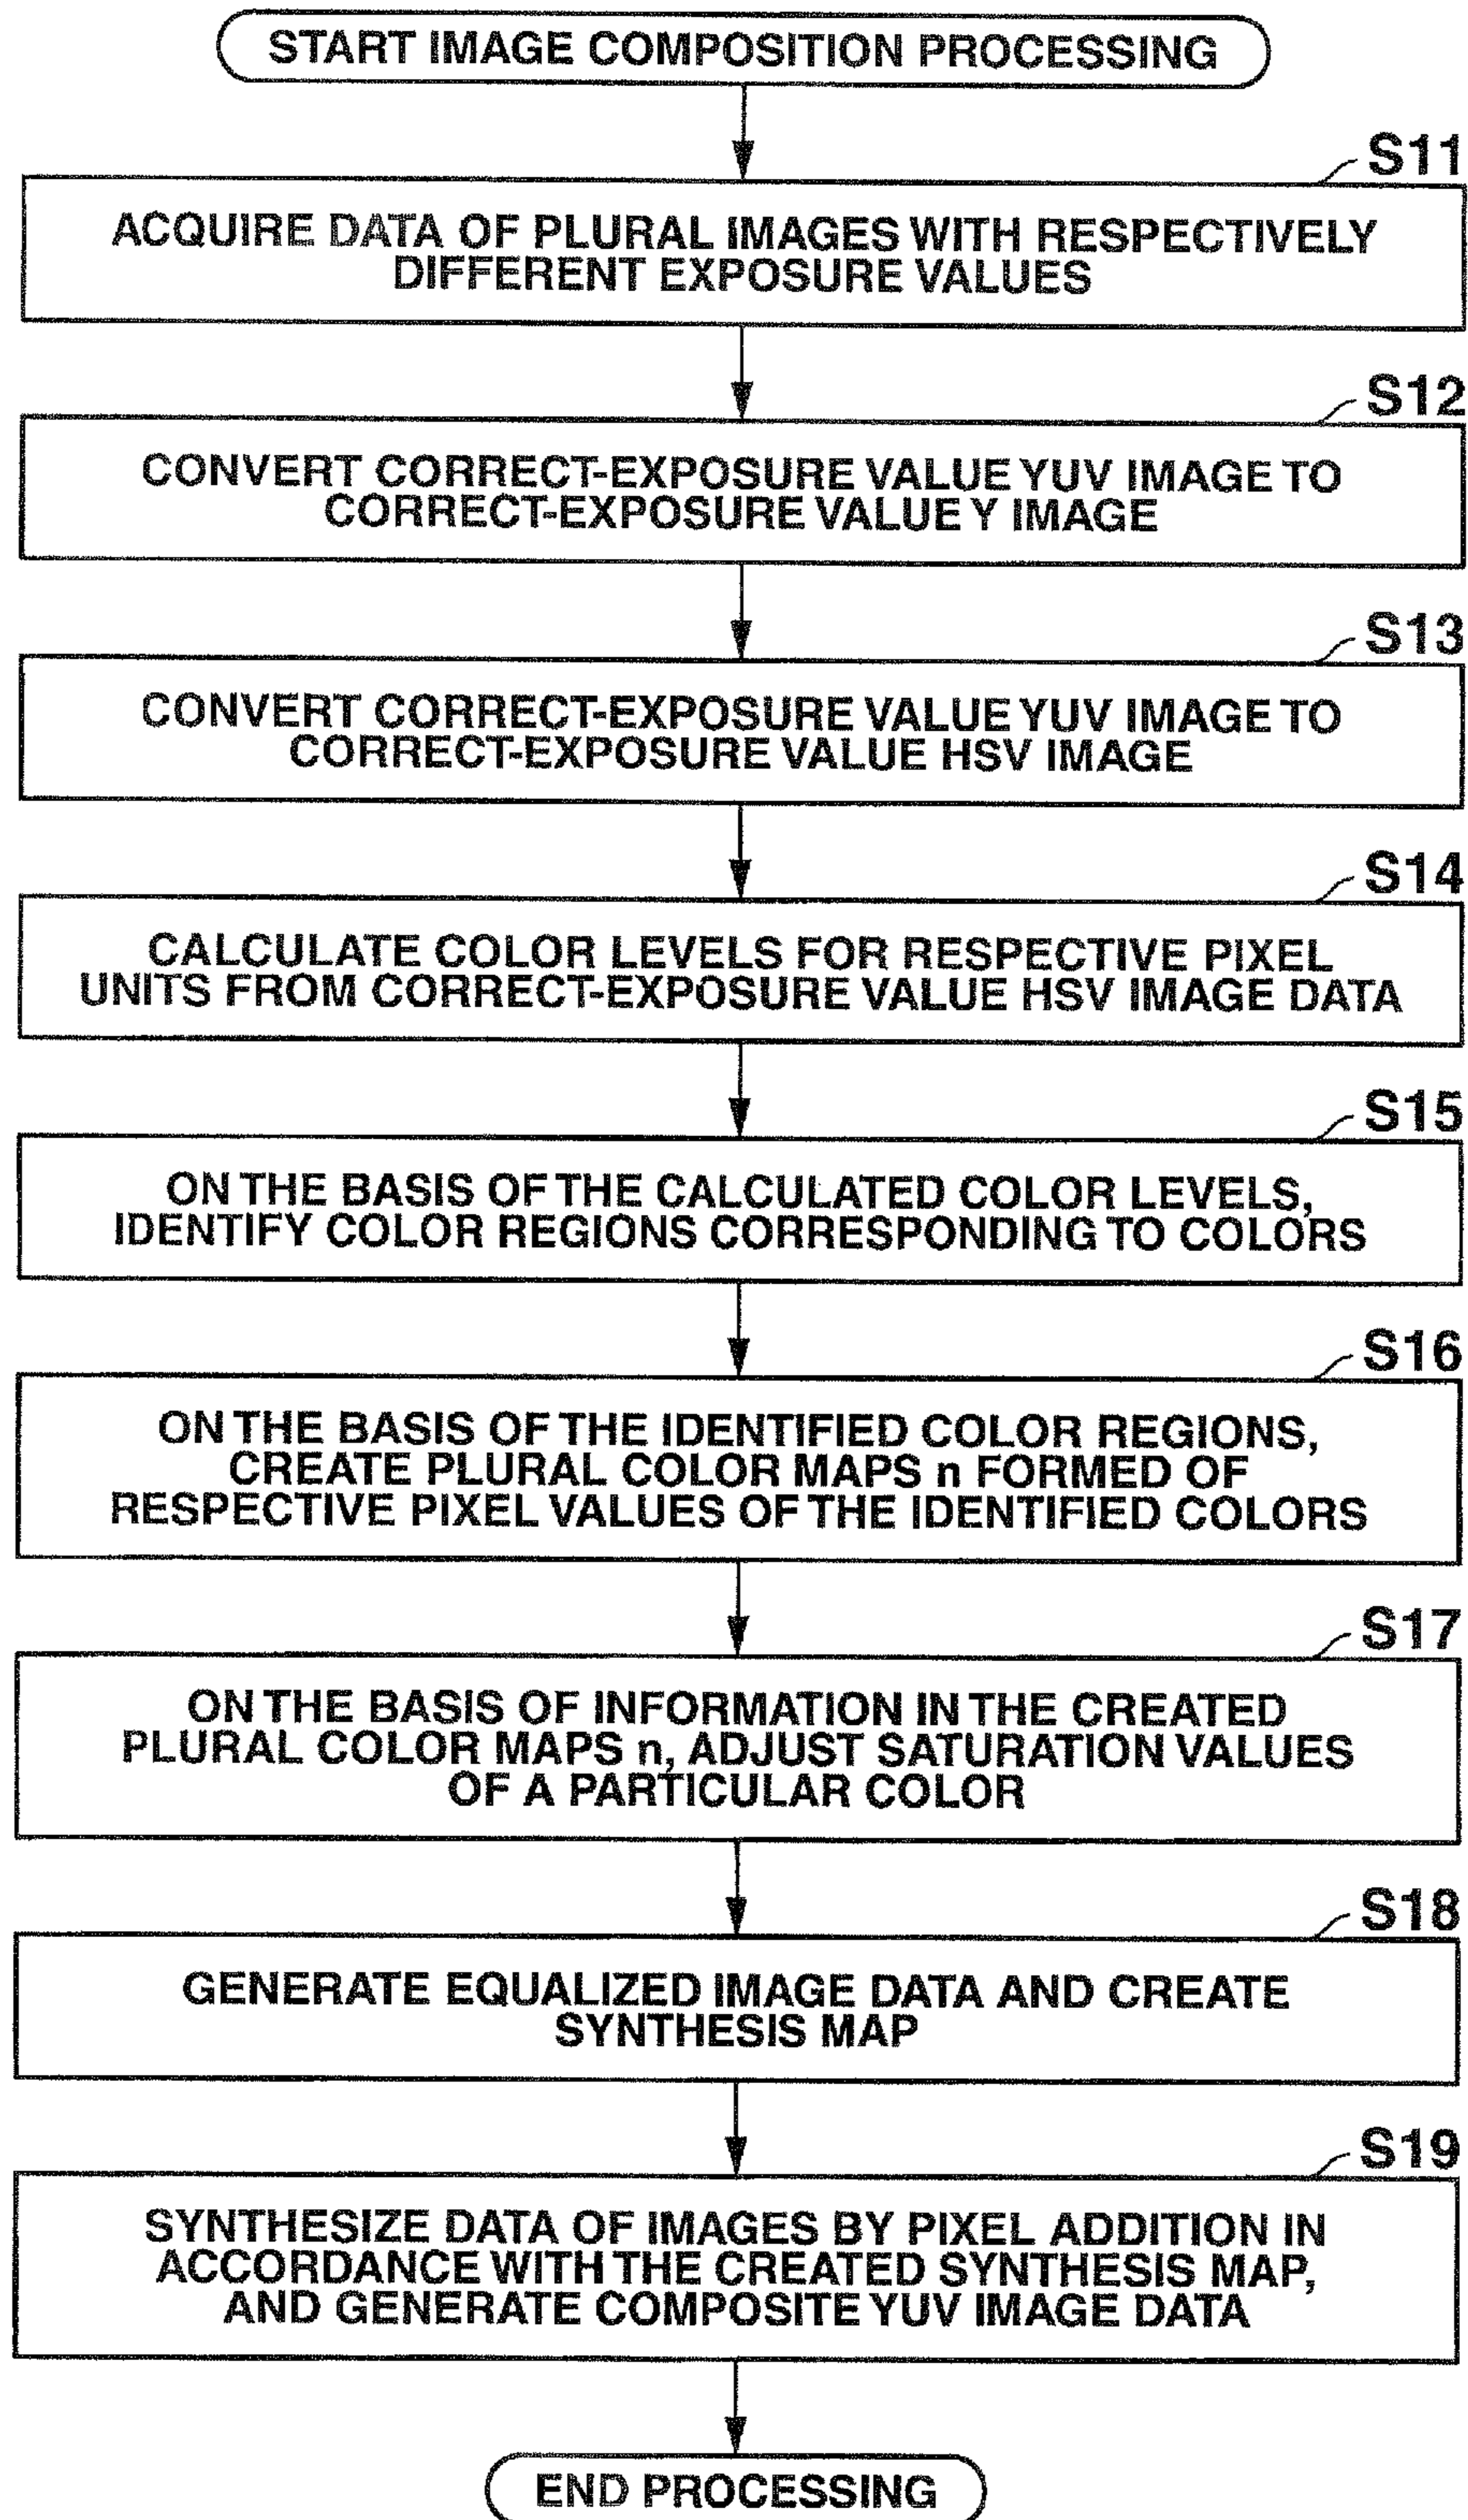 START IMAGE COMPOSITION PROCESSING
S11
ACQUIRE DATA OF PLURAL IMAGES WITH RESPECTIVELY
DIFFERENT EXPOSURE VALUES
S12
CONVERT CORRECT-EXPOSURE VALUE YUV IMAGE TO
CORRECT-EXPOSURE VALUE Y IMAGE
S13
CONVERT CORRECT-EXPOSURE VALUE YUV IMAGE TO
CORRECT-EXPOSURE VALUE HSV IMAGE
S14
CALCULATE COLOR LEVELS FOR RESPECTIVE PIXEL
UNITS FROM CORRECT-EXPOSURE VALUE HSV IMAGE DATA
S15
ON THE BASIS OF THE CALCULATED COLOR LEVELS,
IDENTIFY COLOR REGIONS CORRESPONDING TO COLORS
S16
ON THE BASIS OF THE IDENTIFIED COLOR REGIONS,
CREATE PLURAL COLOR MAPS n FORMED OF
RESPECTIVE PIXEL VALUES OF THE IDENTIFIED COLORS
S17
ON THE BASIS OF INFORMATION IN THE CREATED
PLURAL COLOR MAPS n, ADJUST SATURATION VALUES
OF A PARTICULAR COLOR
S18
GENERATE EQUALIZED IMAGE DATA AND CREATE
SYNTHESIS MAP
S19
SYNTHESIZE DATA OF IMAGES BY PIXEL ADDITION IN
ACCORDANCE WITH THE CREATED SYNTHESIS MAP,
AND GENERATE COMPOSITE YUV IMAGE DATA
END PROCESSING